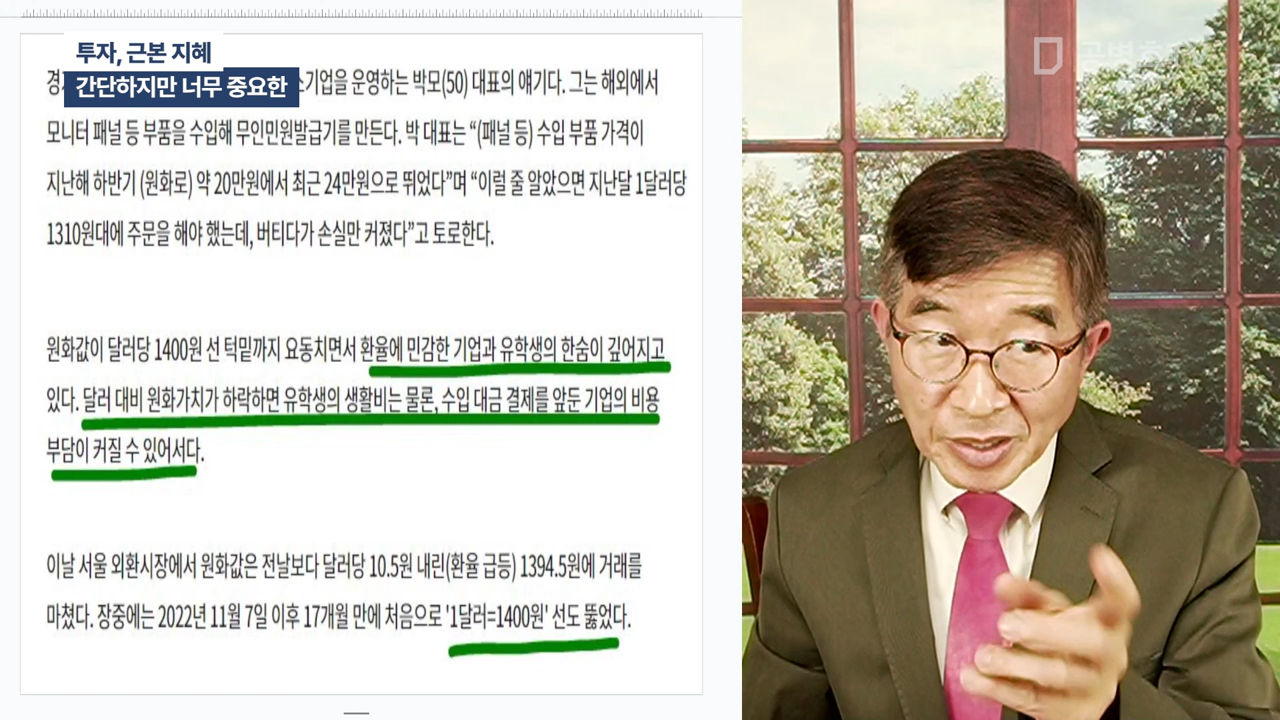 투자, 근본 지혜
간단하지만 너무 중요한
소기업을 운영하는 박모(50) 대표의 얘기다. 그는 해외에서
모니터 패널 등 부품을 수입해 무인민원발급기를 만든다. 박 대표는 “(패널 등) 수입 부품 가격이
지난해 하반기 (원화로) 약 20만원에서 최근 24만원으로 뛰었다”며 “이럴 줄 알았으면 지난달 1달러당
1310원대에 주문을 해야 했는데, 버티다가 손실만 커졌다”고 토로한다.
원화값이 달러당 1400원 선 턱밑까지 요동치면서 환율에 민감한 기업과 유학생의 한숨이 깊어지고
있다. 달러 대비 원화가치가 하락하면 유학생의 생활비는 물론, 수입 대금 결제를 앞둔 기업의 비용
부담이 커질 수 있어서다.
이날 서울 외환시장에서 원화값은 전날보다 달러당 10.5원 내린(환율 급등) 1394.5원에 거래를
마쳤다. 장중에는 2022년 11월 7일 이후 17개월 만에 처음으로 '1달러=1400원' 선도 뚫었다.